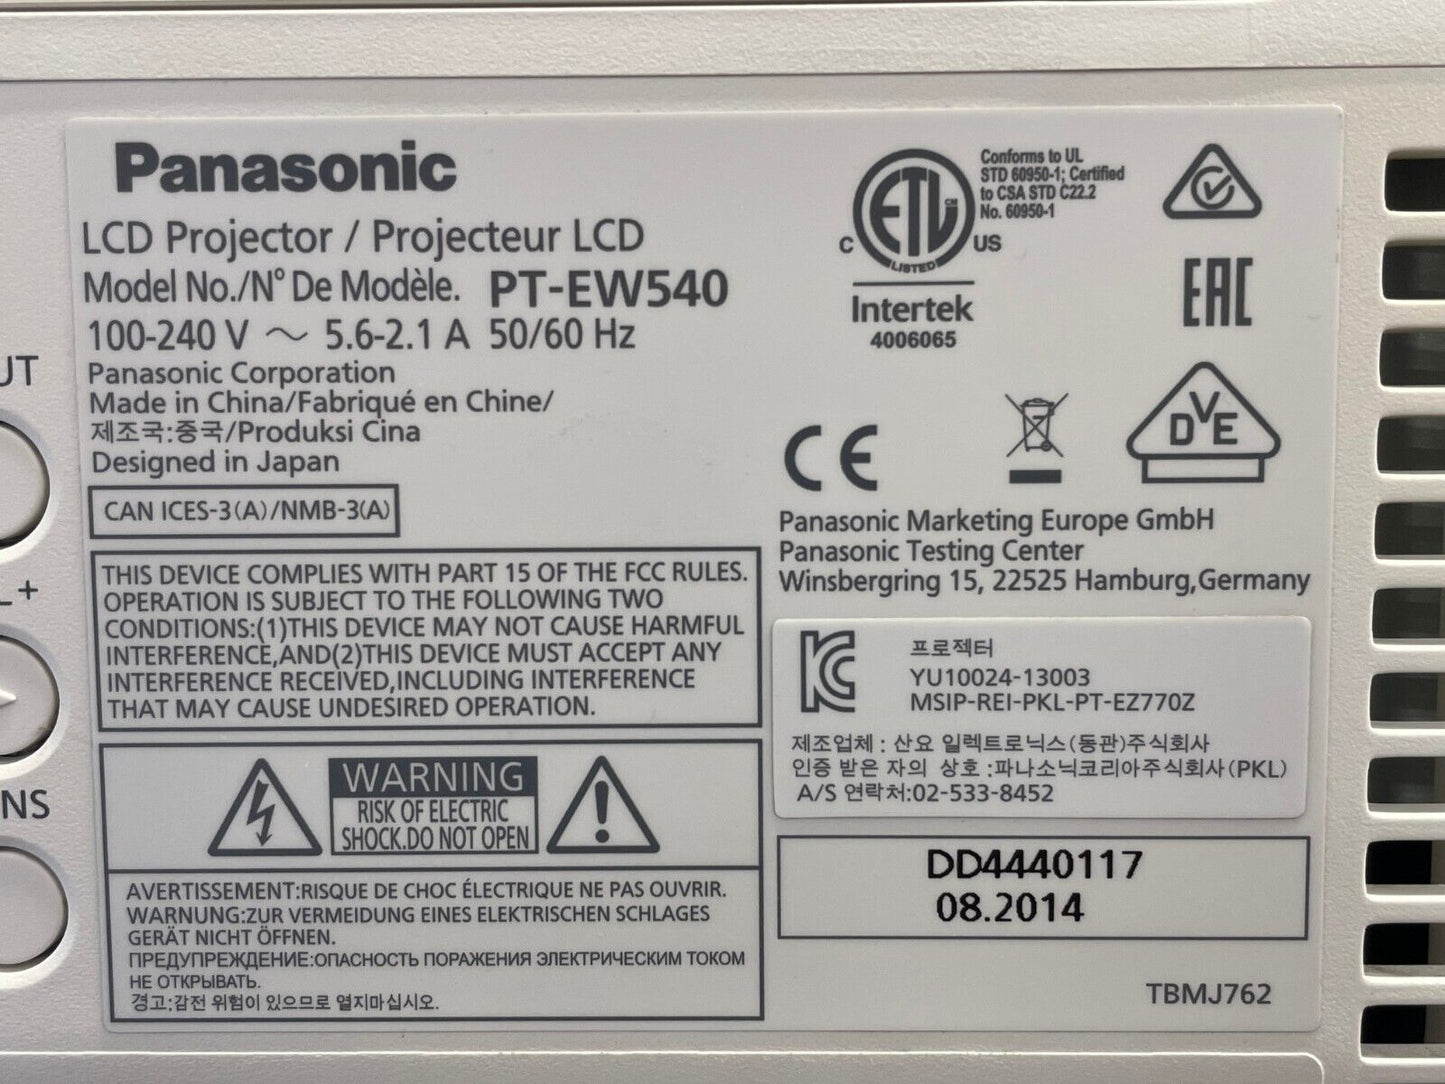 Panasonic
LCD Projector / Projecteur LCD
Model No./N° De Modèle. PT-EW540
100-240 V ～ 5.6-2.1 A 50/60 Hz
Panasonic Corporation
Made in China/Fabriqué en Chine/
제조국:중국/Produksi Cina
Designed in Japan
CAN ICES-3(A)/NMB-3(A)
THIS DEVICE COMPLIES WITH PART 15 OF THE FCC RULES.
OPERATION IS SUBJECT TO THE FOLLOWING TWO
CONDITIONS:(1)THIS DEVICE MAY NOT CAUSE HARMFUL
INTERFERENCE,AND(2)THIS DEVICE MUST ACCEPT ANY
INTERFERENCE RECEIVED,INCLUDING INTERFERENCE
THAT MAY CAUSE UNDESIRED OPERATION.
WARNING
RISK OF ELECTRIC
SHOCK.DO NOT OPEN
AVERTISSEMENT:RISQUE DE CHOC ÉLECTRIQUE NE PAS OUVRIR.
WARNUNG:ZUR VERMEIDUNG EINES ELEKTRISCHEN SCHLAGES
GERÄT NICHT ÖFFNEN.
ПРЕДУПРЕЖДЕНИЕ:ОПАСНОСТЬ ПОРАЖЕНИЯ ЭЛЕКТРИЧЕСКИМ ТОКОМ
НЕ ОТКРЫВАТЬ.
경고:감전 위험이 있으므로 열지마십시오.
ETL CM
LISTED
C US
Intertek
4006065
Conforms to UL
STD 60950-1; Certified
to CSA STD C22.2
No. 60950-1
EAC
CE
DVE
Panasonic Marketing Europe GmbH
Panasonic Testing Center
Winsbergring 15, 22525 Hamburg,Germany
KC
프로젝터
YU10024-13003
MSIP-REI-PKL-PT-EZ770Z
제조업체 : 산요 일렉트로닉스(동관)주식회사
인증 받은 자의 상호 :파나소닉코리아주식회사(PKL)
A/S 연락처:02-533-8452
DD4440117
08.2014
TBMJ762
UT
L +
NS